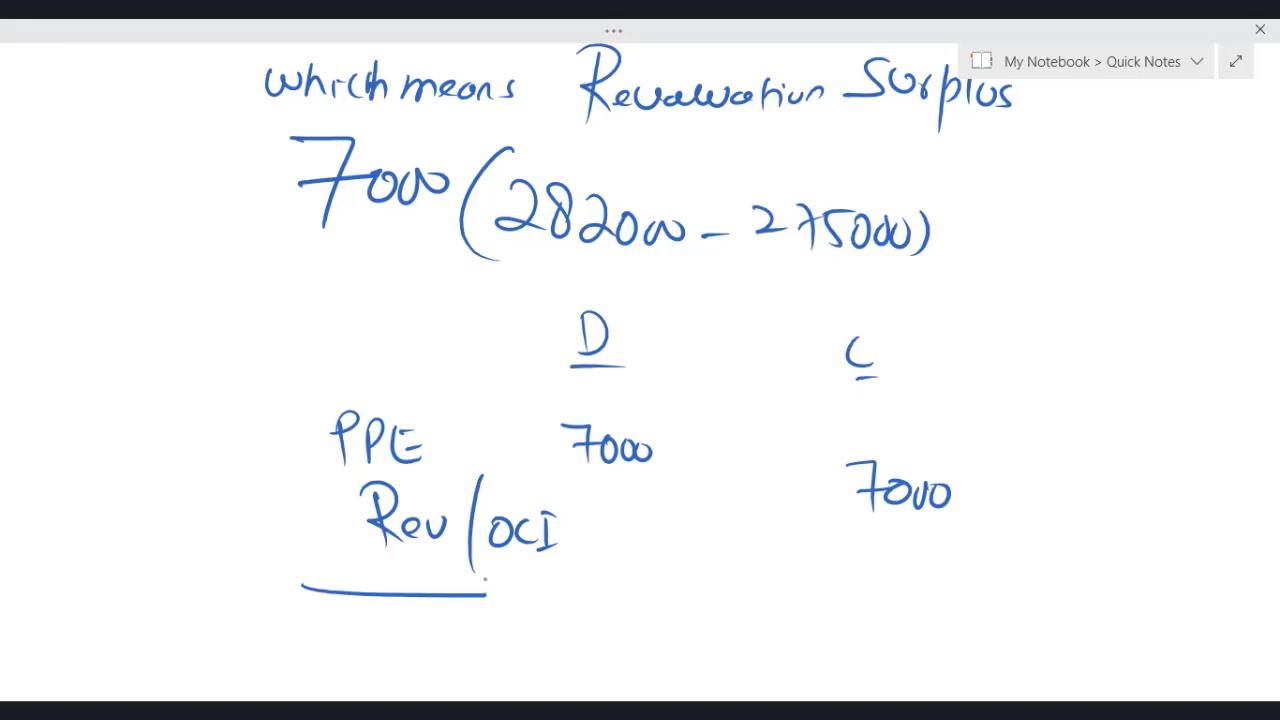 My Notebook > Quick Notes
which means Revaluation Surplus
7000 (282000 - 275000)
D C
PPE 7000
7000
Rev/OCI